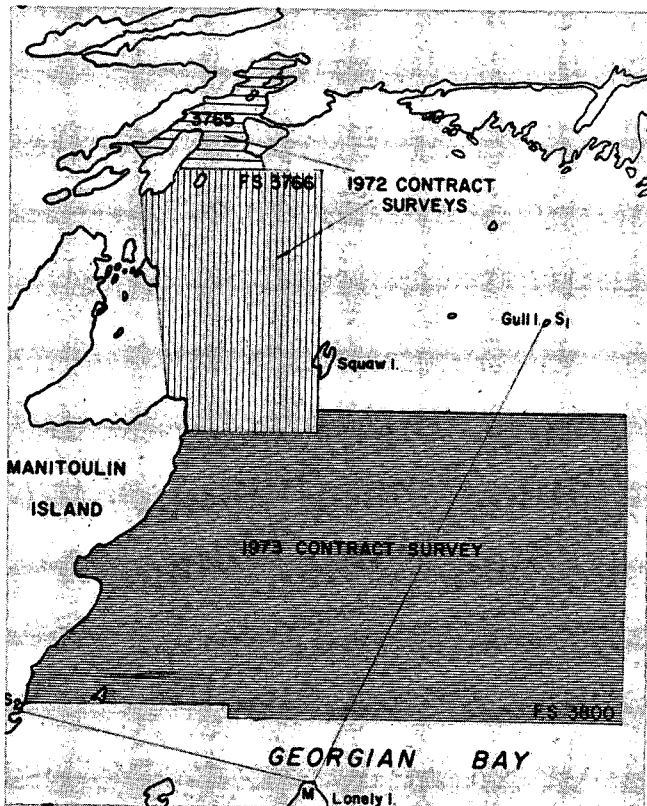 3765
FS 3766
1972 CONTRACT
SURVEYS
Gull I. S1
Squaw I.
MANITOULIN
ISLAND
1973 CONTRACT SURVEY
S2
FS 3800
GEORGIAN BAY
M
Lonely I.